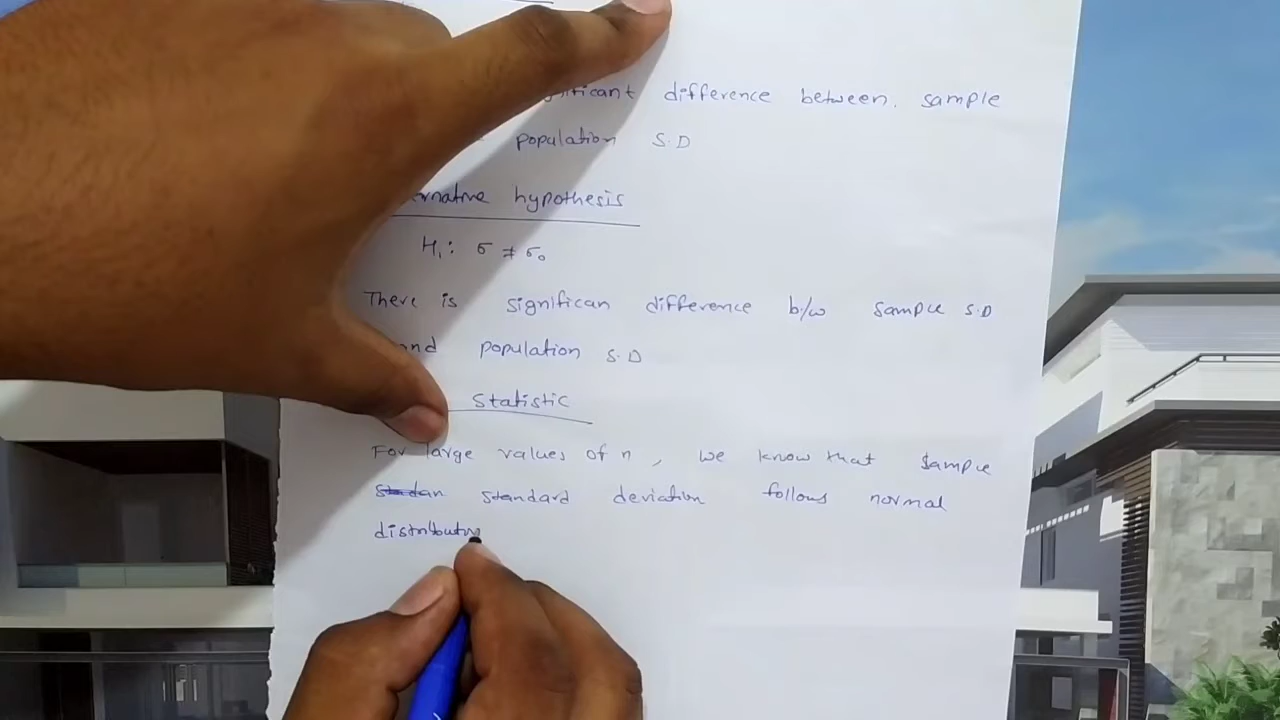 difference between. sample
population S.D
hypothesis
H₁: σ ≠ σ₀
There is significan difference b/w sample S.D
population S.D
Statistic
For large values of n, we know that sample
standard deviation follows normal